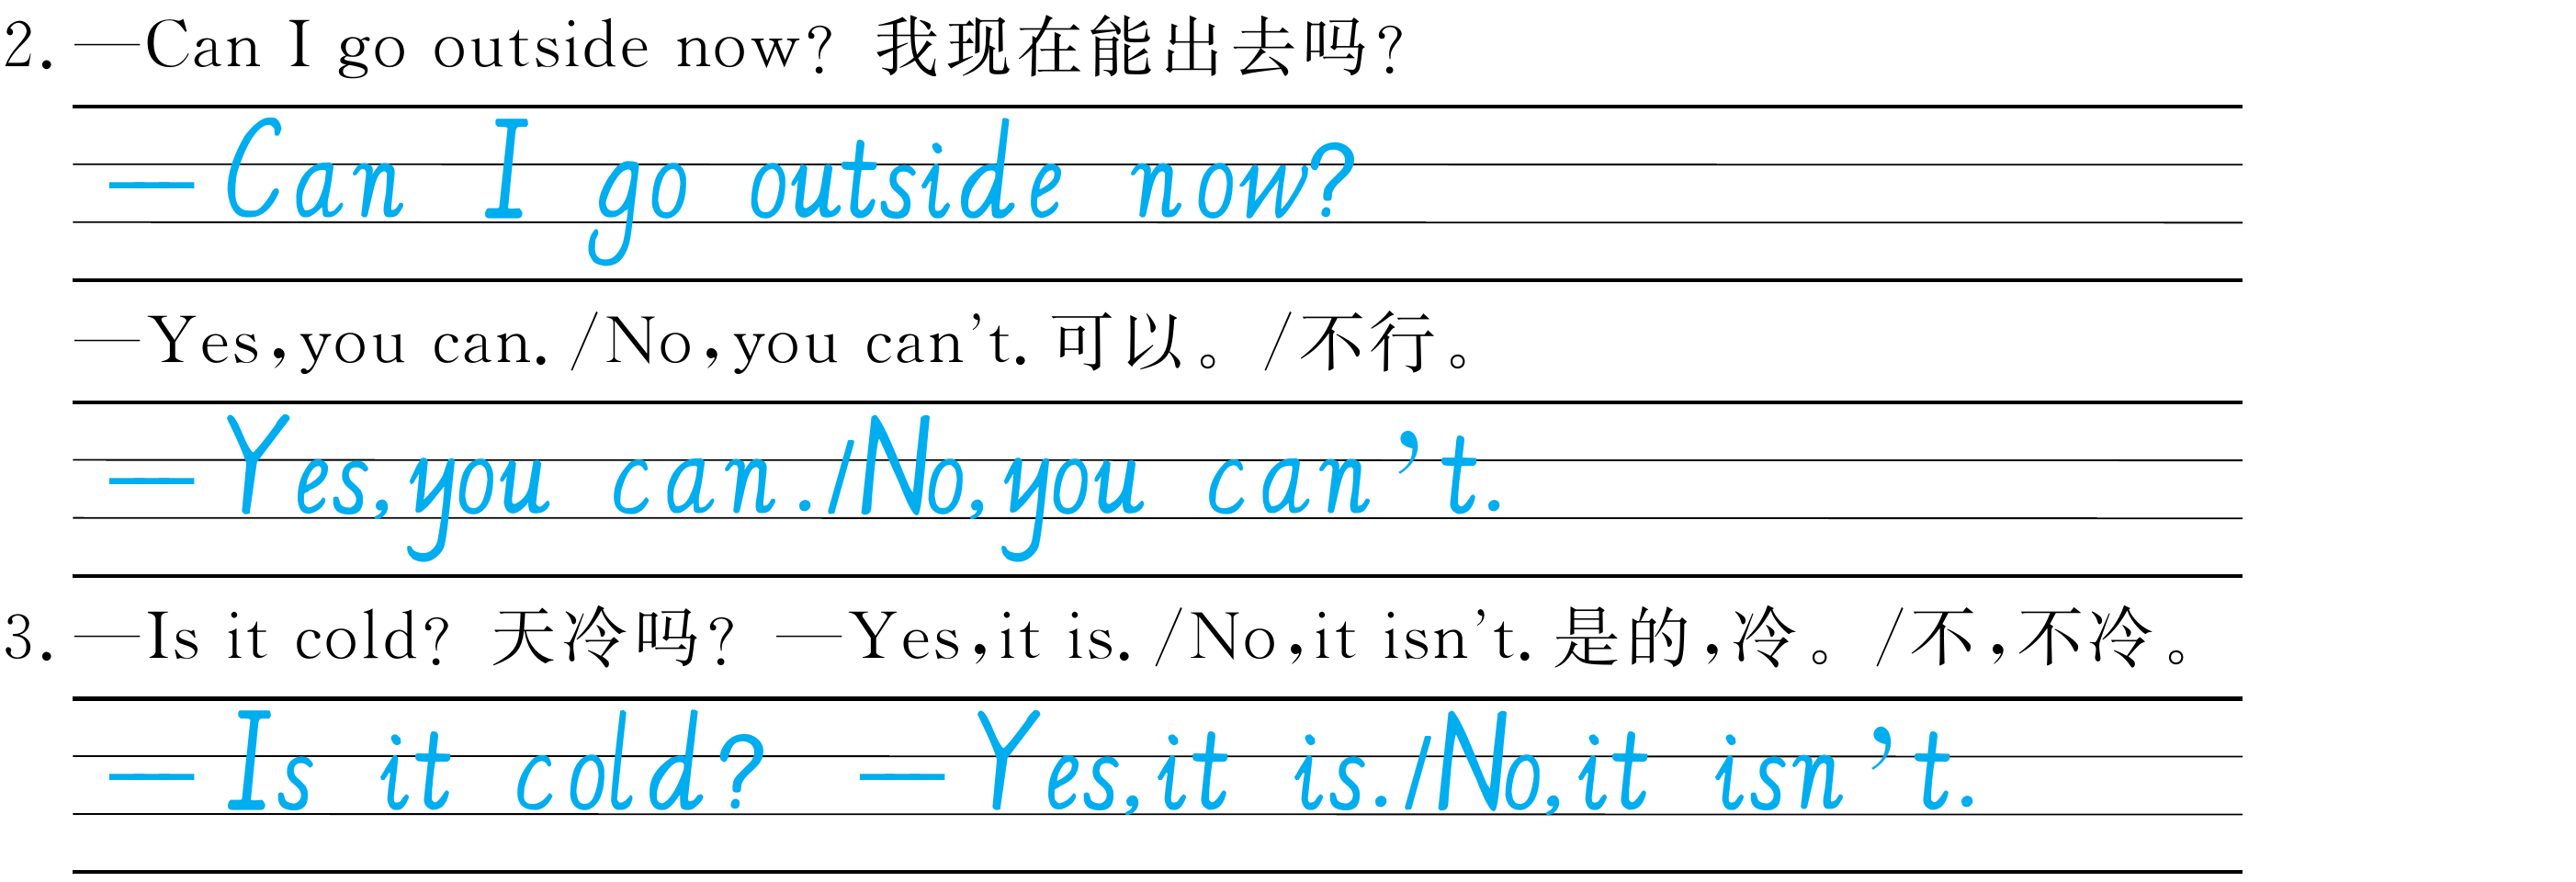 2. —Can I go outside now? 我现在能出去吗?
—Can I go outside now?
—Yes,you can. /No,you can't. 可以。/不行。
—Yes,you can./No,you can't.
3. —Is it cold? 天冷吗? —Yes,it is. /No,it isn't. 是的,冷。/不,不冷。
—Is it cold? —Yes,it is./No,it isn't.